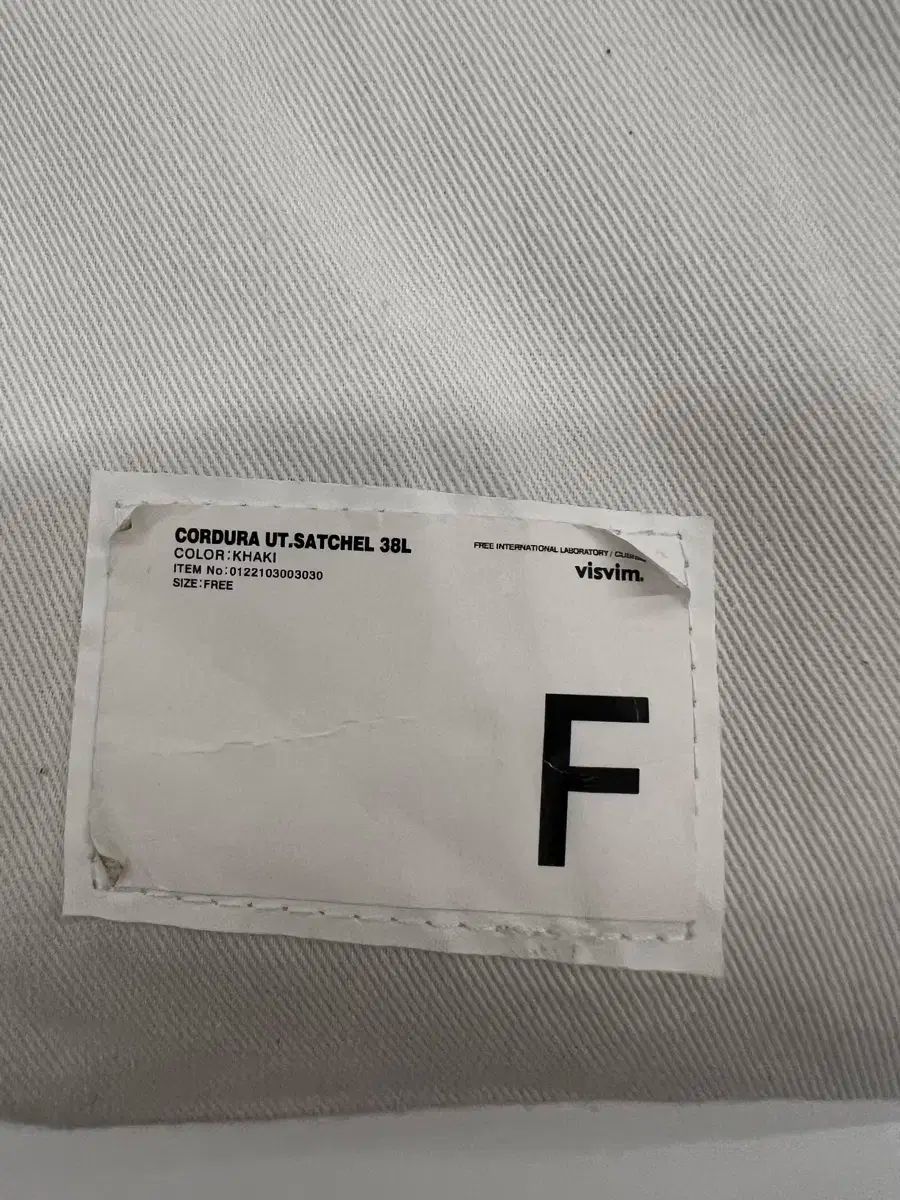 CORDURA UT.SATCHEL 38L
COLOR:KHAKI
ITEM No:0122103003030
SIZE:FREE
FREE INTERNATIONAL LABORATORY /
visvim.
F